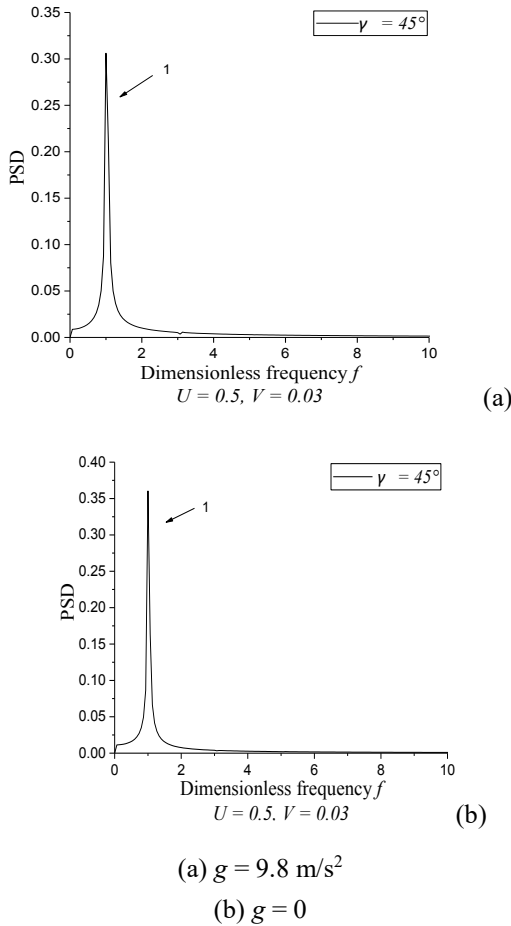 0.35
γ = 45°
0.30
1
0.25
0.20
PSD
0.15
0.10
0.05
0.00
0 2 4 6 8 10
Dimensionless frequency f
U = 0.5, V = 0.03
(a)
0.40
γ = 45°
0.35
1
0.30
0.25
0.20
PSD
0.15
0.10
0.05
0.00
0 2 4 6 8 10
Dimensionless frequency f
U = 0.5. V = 0.03
(b)
(a) g = 9.8 m/s²
(b) g = 0